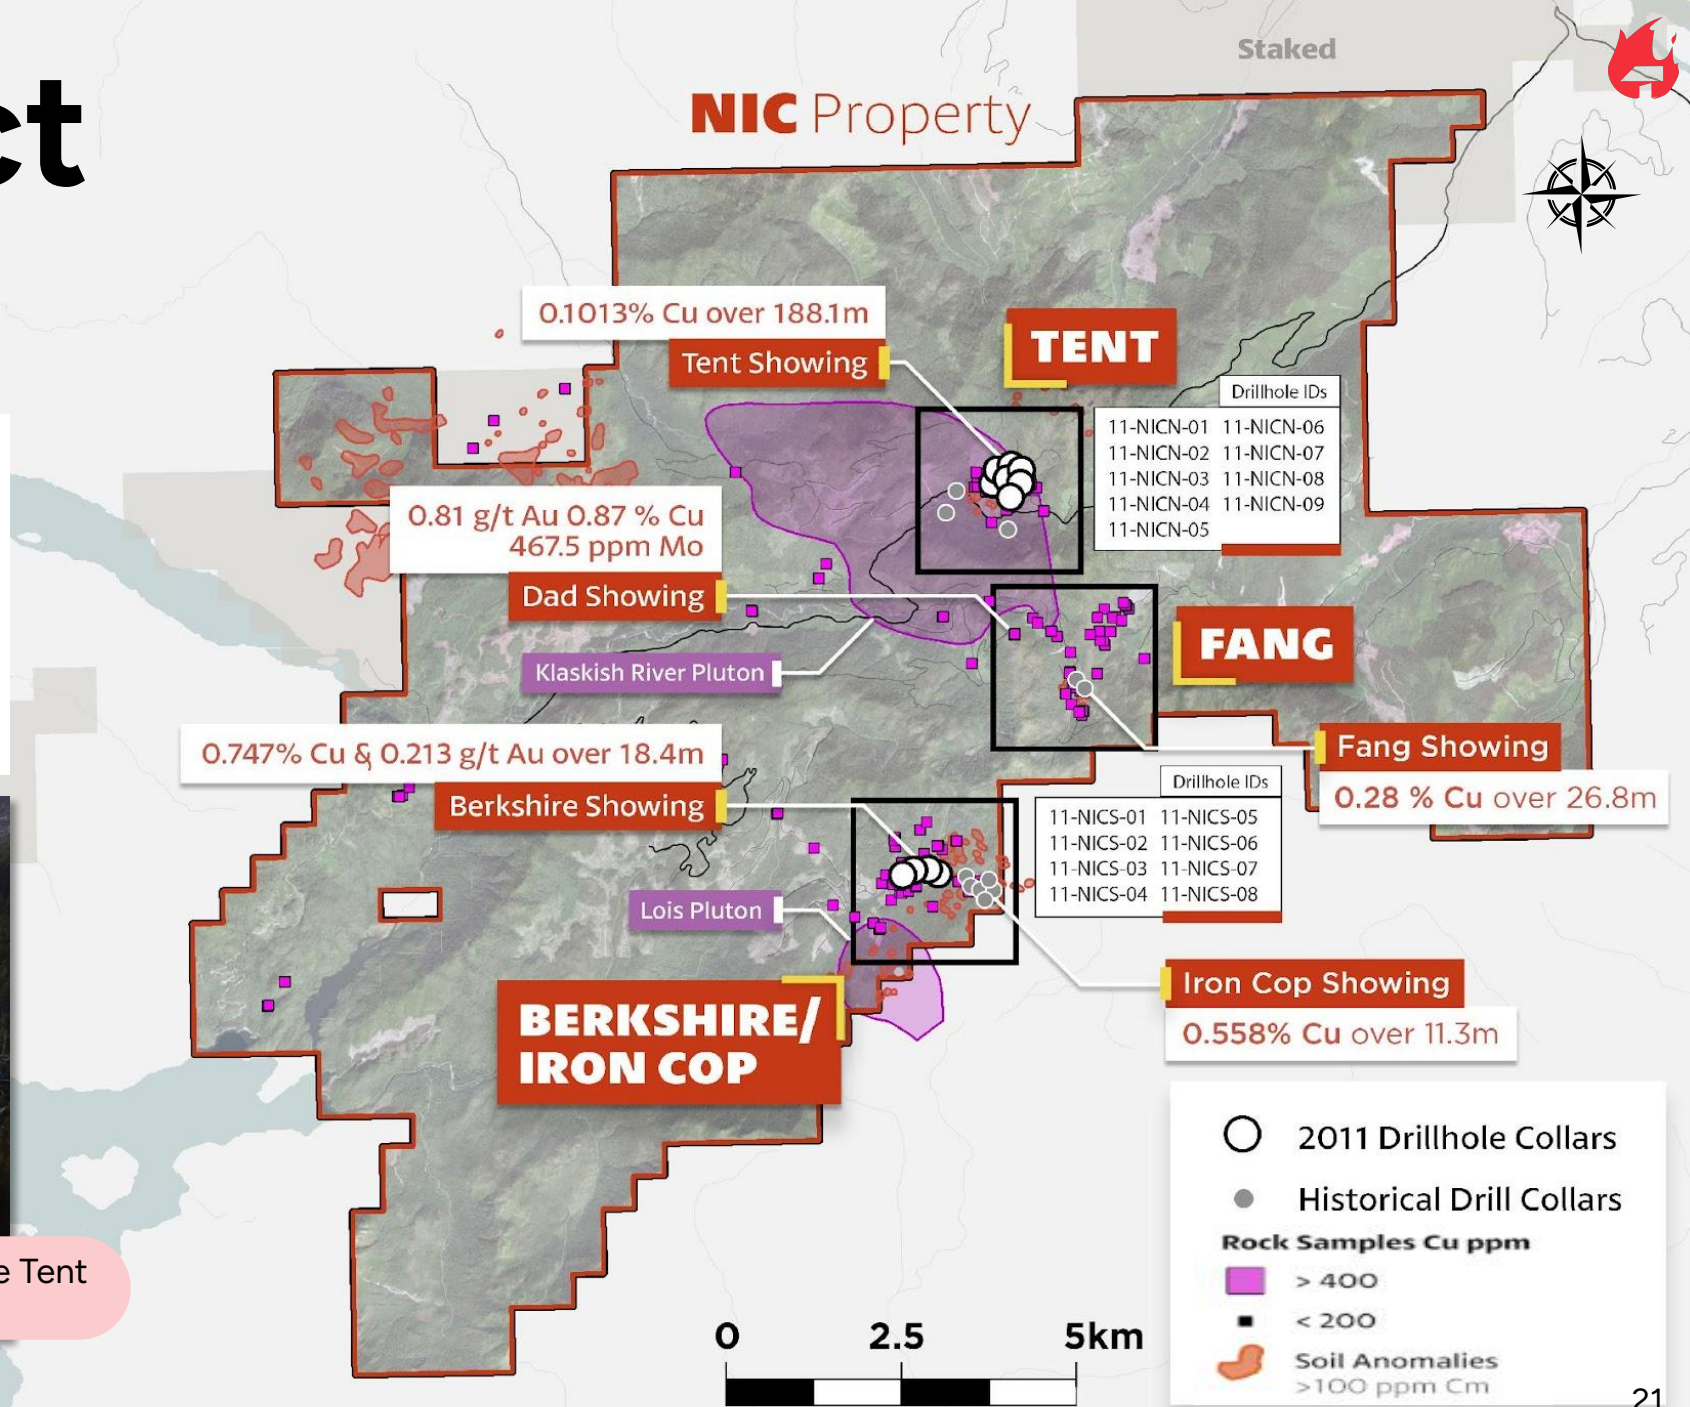 ct
Staked
NIC Property
0.1013% Cu over 188.1m
Tent Showing
TENT
Drillhole IDs
11-NICN-01 11-NICN-06
11-NICN-02 11-NICN-07
11-NICN-03 11-NICN-08
11-NICN-04 11-NICN-09
11-NICN-05
0.81 g/t Au 0.87 % Cu
467.5 ppm Mo
Dad Showing
Klaskish River Pluton
FANG
Fang Showing
0.28 % Cu over 26.8m
0.747% Cu & 0.213 g/t Au over 18.4m
Berkshire Showing
Drillhole IDs
11-NICS-01 11-NICS-05
11-NICS-02 11-NICS-06
11-NICS-03 11-NICS-07
11-NICS-04 11-NICS-08
Lois Pluton
BERKSHIRE/
IRON COP
Iron Cop Showing
0.558% Cu over 11.3m
2011 Drillhole Collars
Historical Drill Collars
Rock Samples Cu ppm
> 400
< 200
Soil Anomalies
>100 ppm Cm
e Tent
0 2.5 5km
21